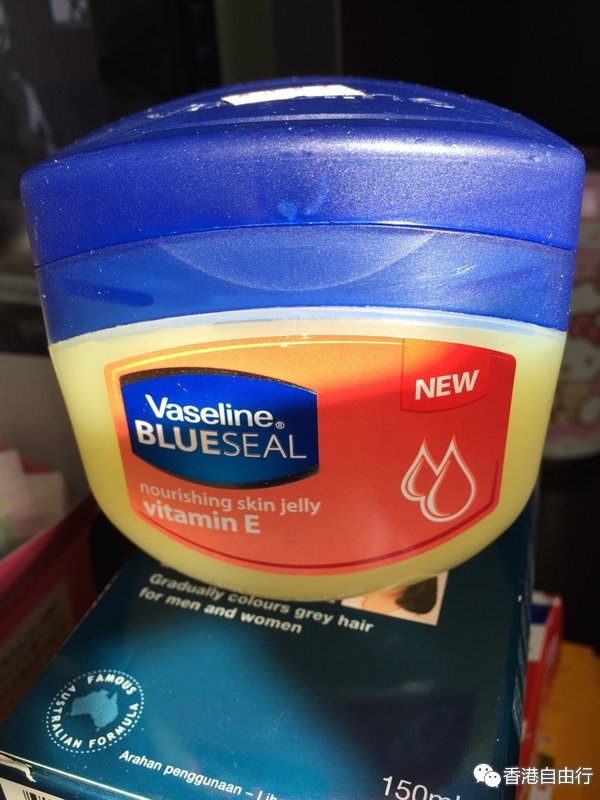 NEW
Vaseline®
BLUESEAL
nourishing skin jelly
vitamin E
Gradually colours grey hair
for men and women
FAMOUS
AUSTRALIAN FORMULA
Arahan penggunaan –
150ml
香港自由行